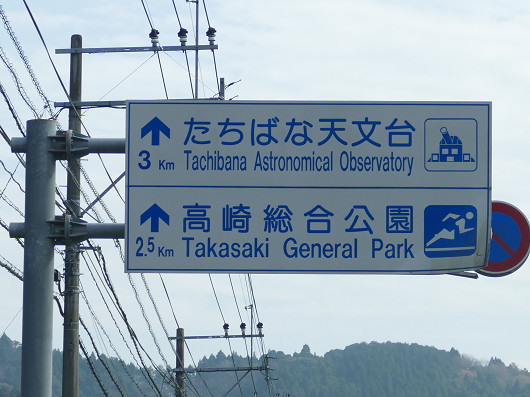 たちばな天文台
3 Km Tachibana Astronomical Observatory
高崎総合公園
2.5 Km Takasaki General Park